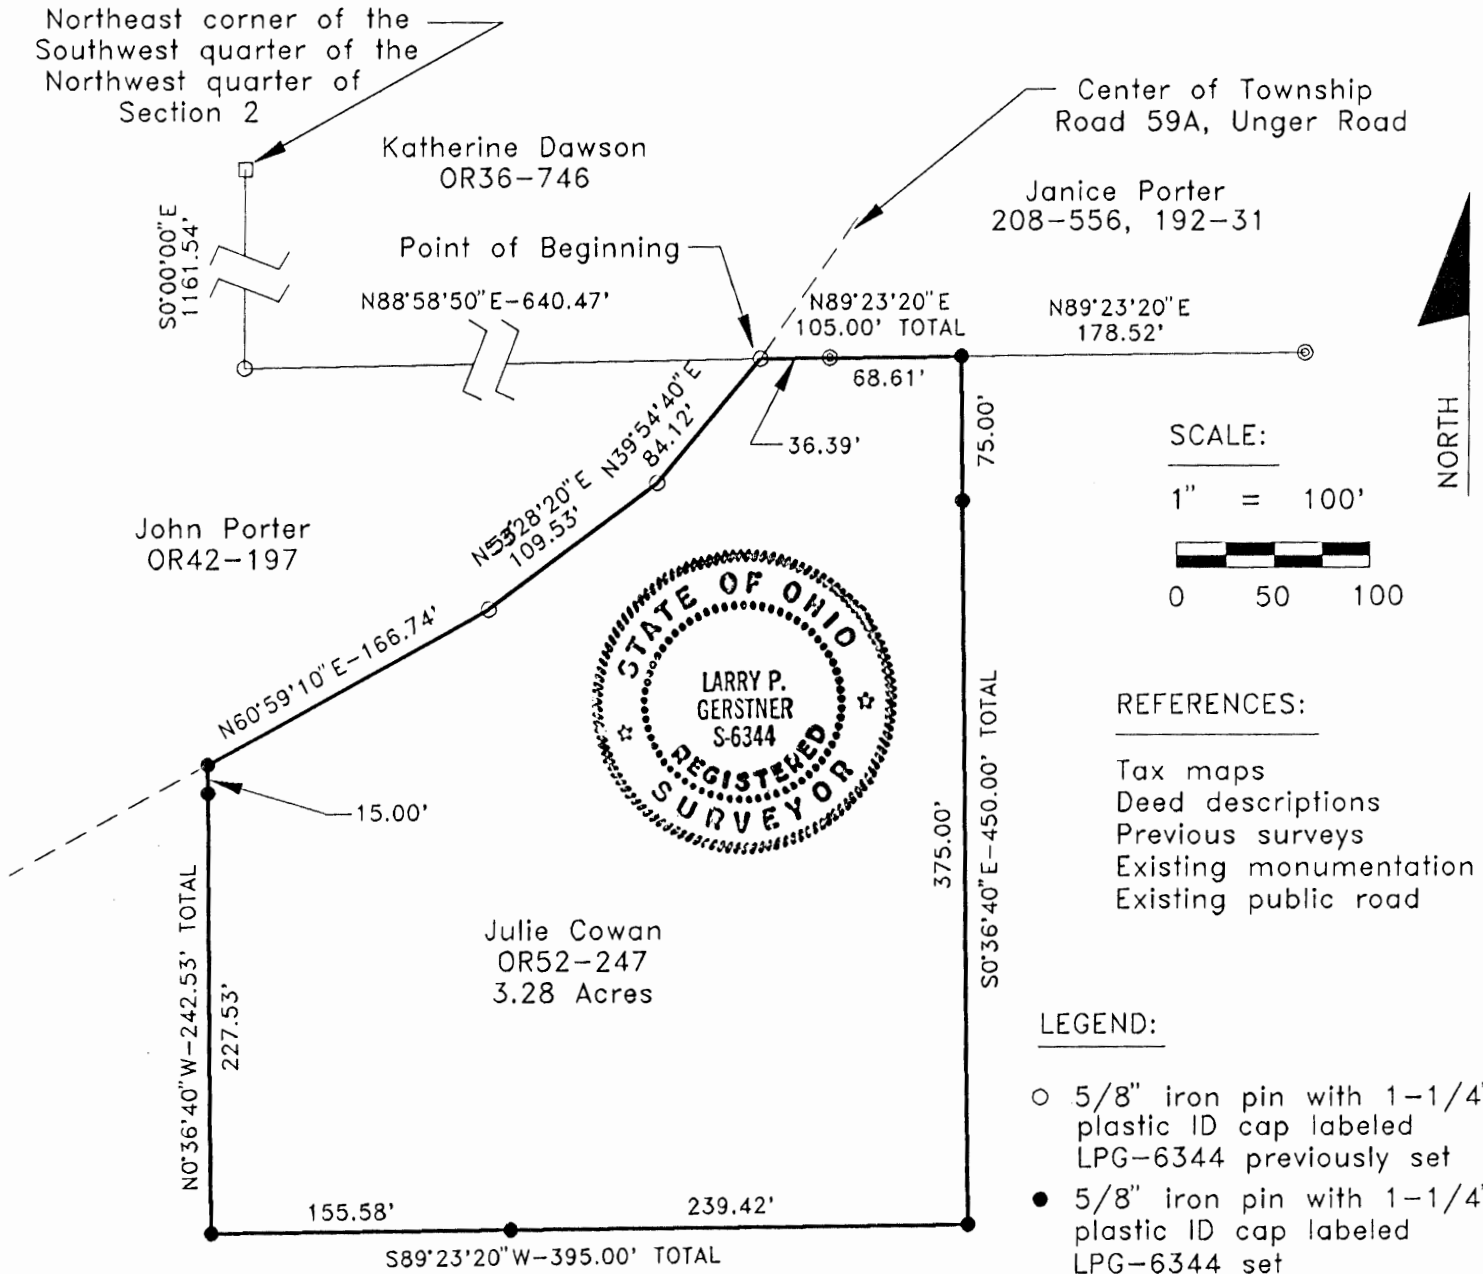 Northeast corner of the
Southwest quarter of the
Northwest quarter of
Section 2
Center of Township
Road 59A, Unger Road
Katherine Dawson
OR36-746
Janice Porter
208-556, 192-31
Point of Beginning
S0°00'00"E
1161.54'
N88°58'50"E-640.47'
N89°23'20"E
105.00' TOTAL
N89°23'20"E
178.52'
68.61'
36.39'
75.00'
N39°54'40"E
84.12'
28'20"E
109.53'
John Porter
OR42-197
N60°59'10"E-166.74'
15.00'
SCALE:
1" = 100'
0 50 100
NORTH
STATE OF OHIO
LARRY P.
GERSTNER
S-6344
REGISTERED
SURVEYOR
REFERENCES:
Tax maps
Deed descriptions
Previous surveys
Existing monumentation
Existing public road
375.00'
S0°36'40"E-450.00' TOTAL
Julie Cowan
OR52-247
3.28 Acres
N0°36'40"W-242.53' TOTAL
227.53'
155.58'
239.42'
S89°23'20"W-395.00' TOTAL
LEGEND:
5/8" iron pin with 1-1/4"
plastic ID cap labeled
LPG-6344 previously set
5/8" iron pin with 1-1/4"
plastic ID cap labeled
LPG-6344 set